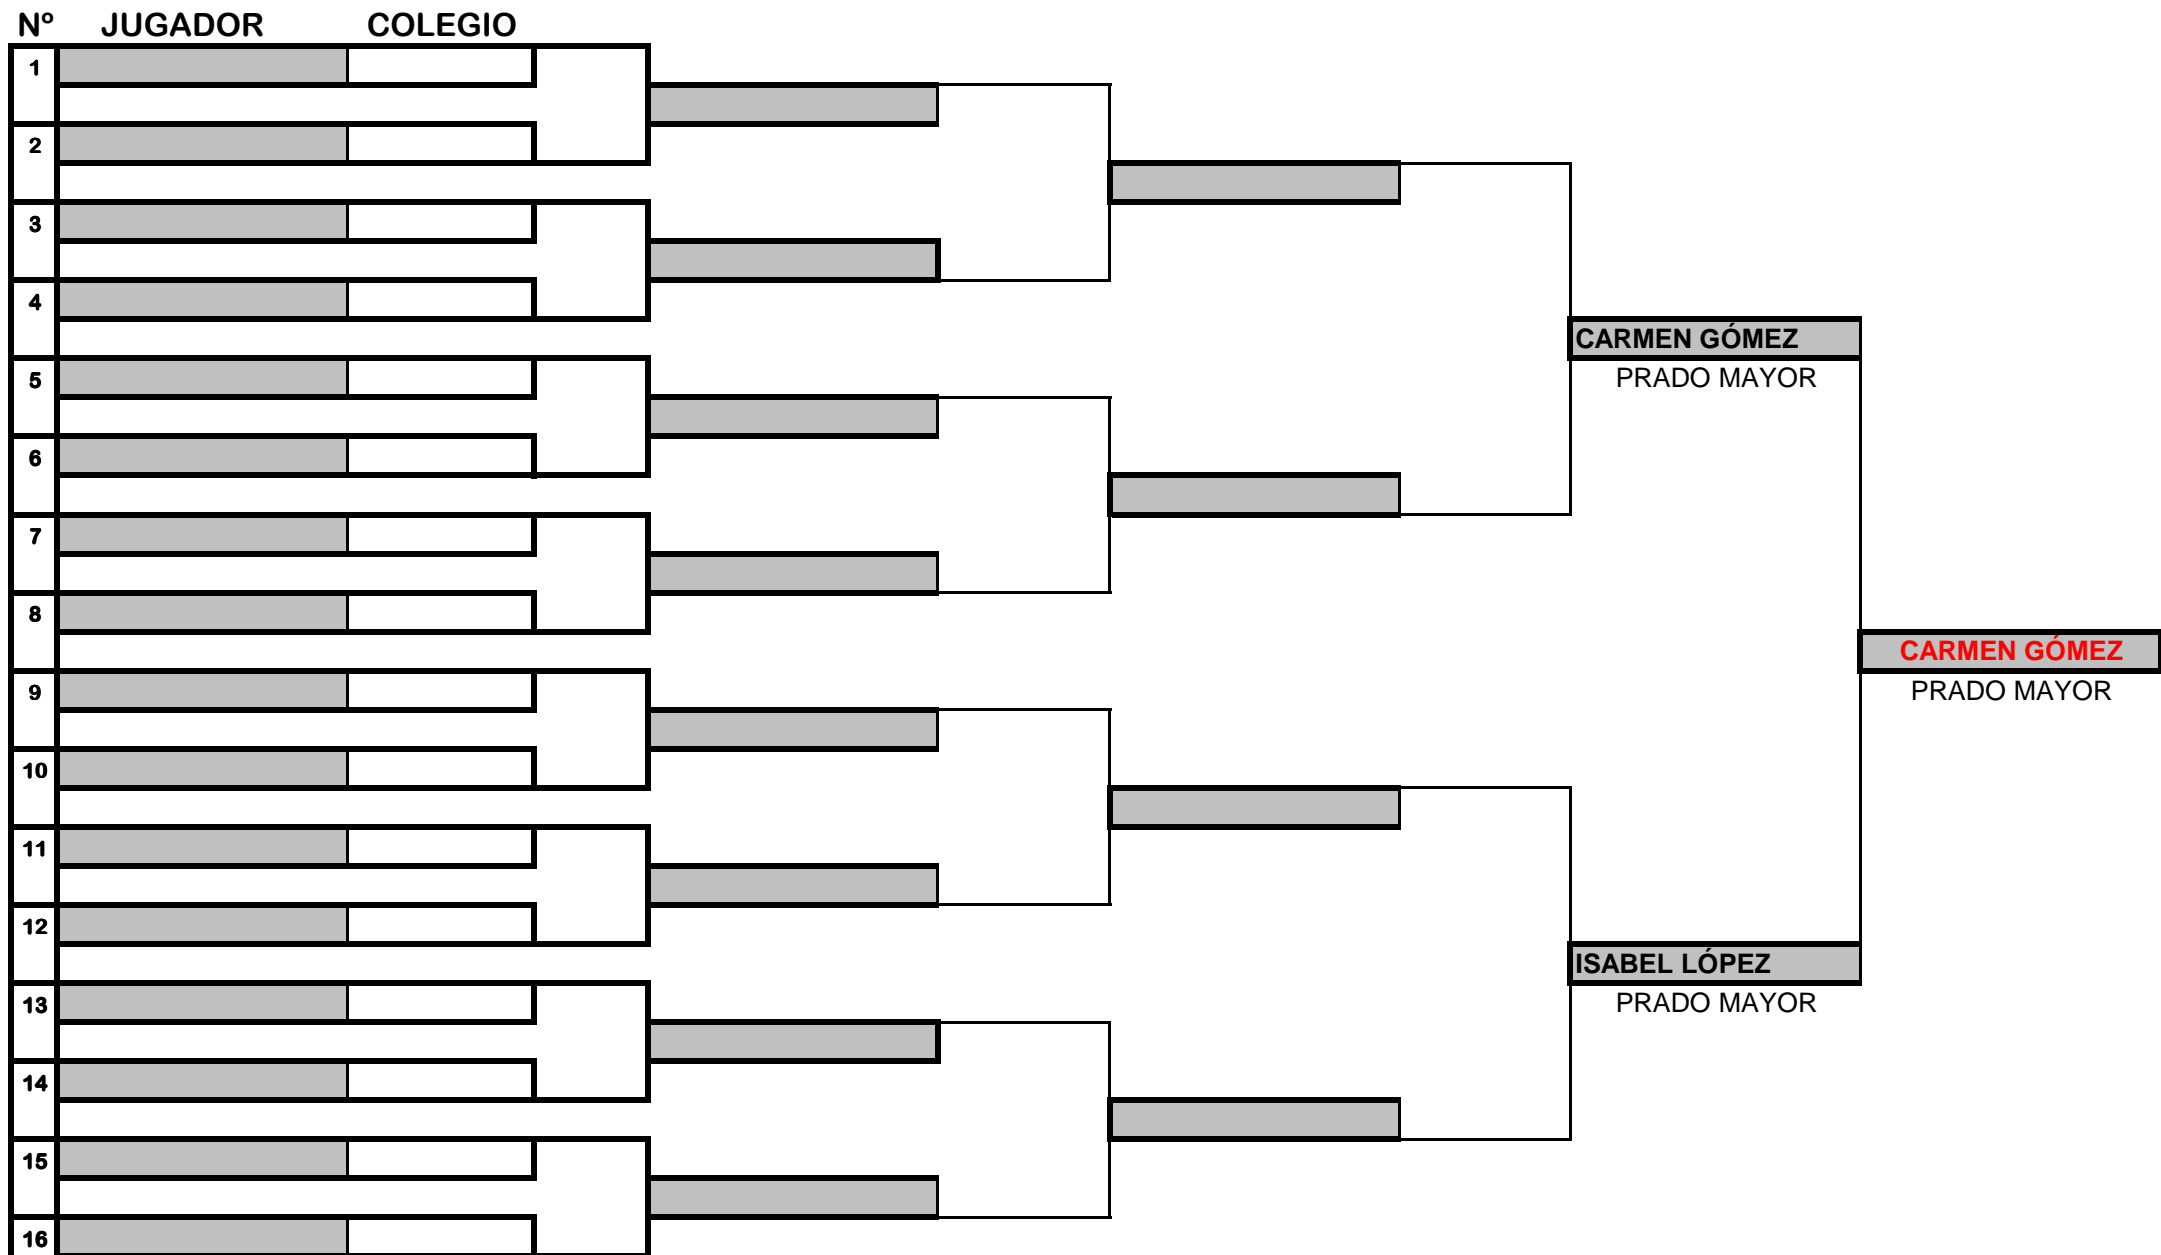 Nº JUGADOR COLEGIO
1
2
3
4
CARMEN GÓMEZ
5 PRADO MAYOR
6
7
8
CARMEN GÓMEZ
9 PRADO MAYOR
10
11
12
ISABEL LÓPEZ
13 PRADO MAYOR
14
15
16